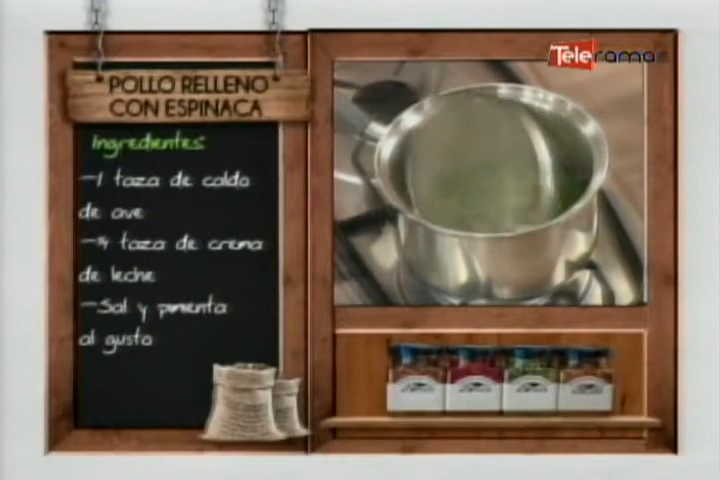 Telerama
POLLO RELLENO
CON ESPINACA
Ingredientes:
-1 taza de caldo
de ave
-¼ taza de crema
de leche
-Sal y pimienta
al gusto